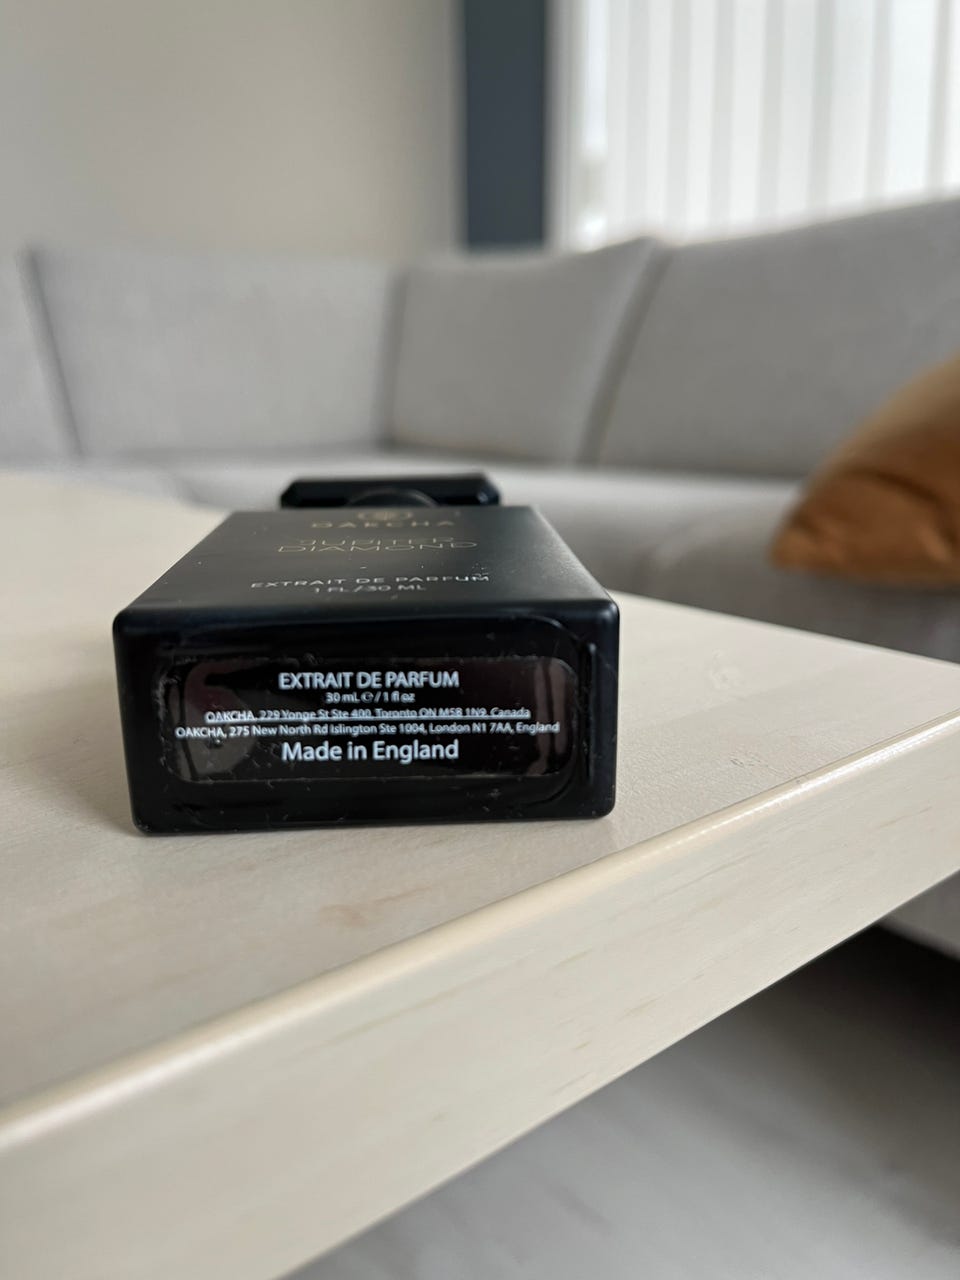 OAKCHA
JUPITER
DIAMOND
EXTRAIT DE PARFUM
1 FL/30 ML
EXTRAIT DE PARFUM
30 mL ℮ / 1 fl oz
OAKCHA, 229 Yonge St Ste 400, Toronto ON M5B 1N9, Canada
OAKCHA, 275 New North Rd Islington Ste 1004, London N1 7AA, England
Made in England